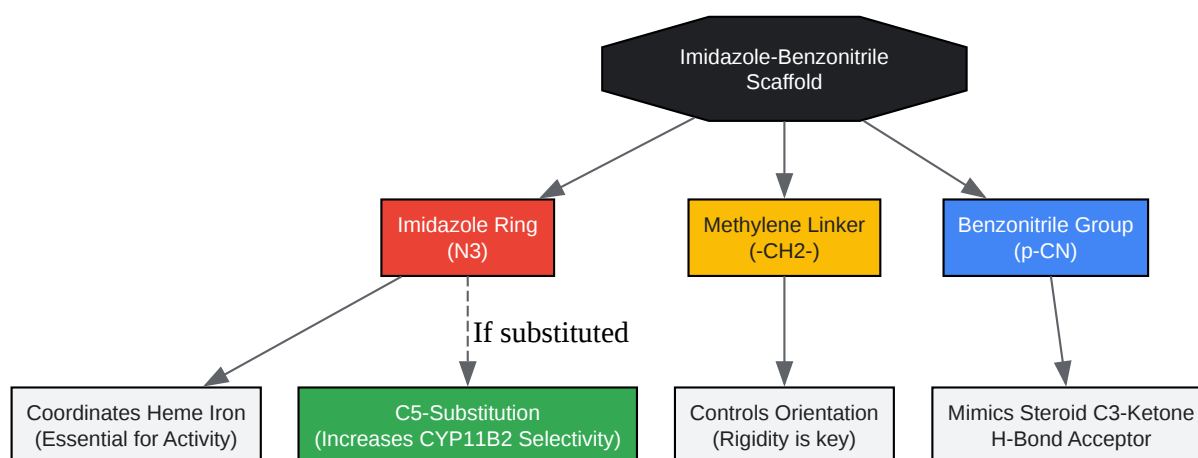 Imidazole-Benzonitrile
Scaffold
Imidazole Ring
(N3)
Methylene Linker
(-CH2-)
Benzonitrile Group
(p-CN)
If substituted
Coordinates Heme Iron
(Essential for Activity)
C5-Substitution
(Increases CYP11B2 Selectivity)
Controls Orientation
(Rigidity is key)
Mimics Steroid C3-Ketone
H-Bond Acceptor